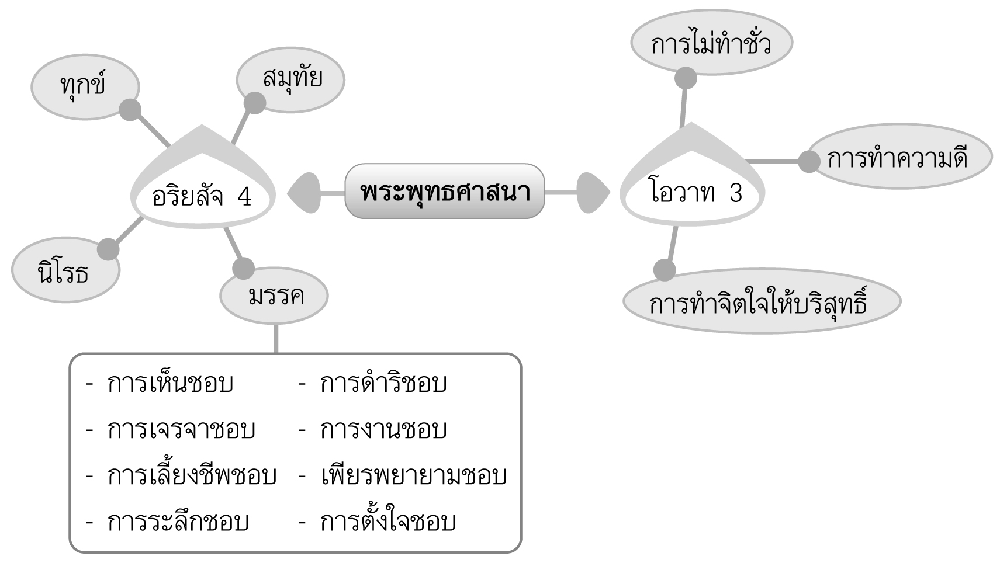 การไม่ทำชั่ว
ทุกข์
สมุทัย
การทำความดี
อริยสัจ 4
พระพุทธศาสนา
โอวาท 3
นิโรธ
มรรค
การทำจิตใจให้บริสุทธิ์
- การเห็นชอบ - การดำริชอบ
- การเจรจาชอบ - การงานชอบ
- การเลี้ยงชีพชอบ - เพียรพยายามชอบ
- การระลึกชอบ - การตั้งใจชอบ